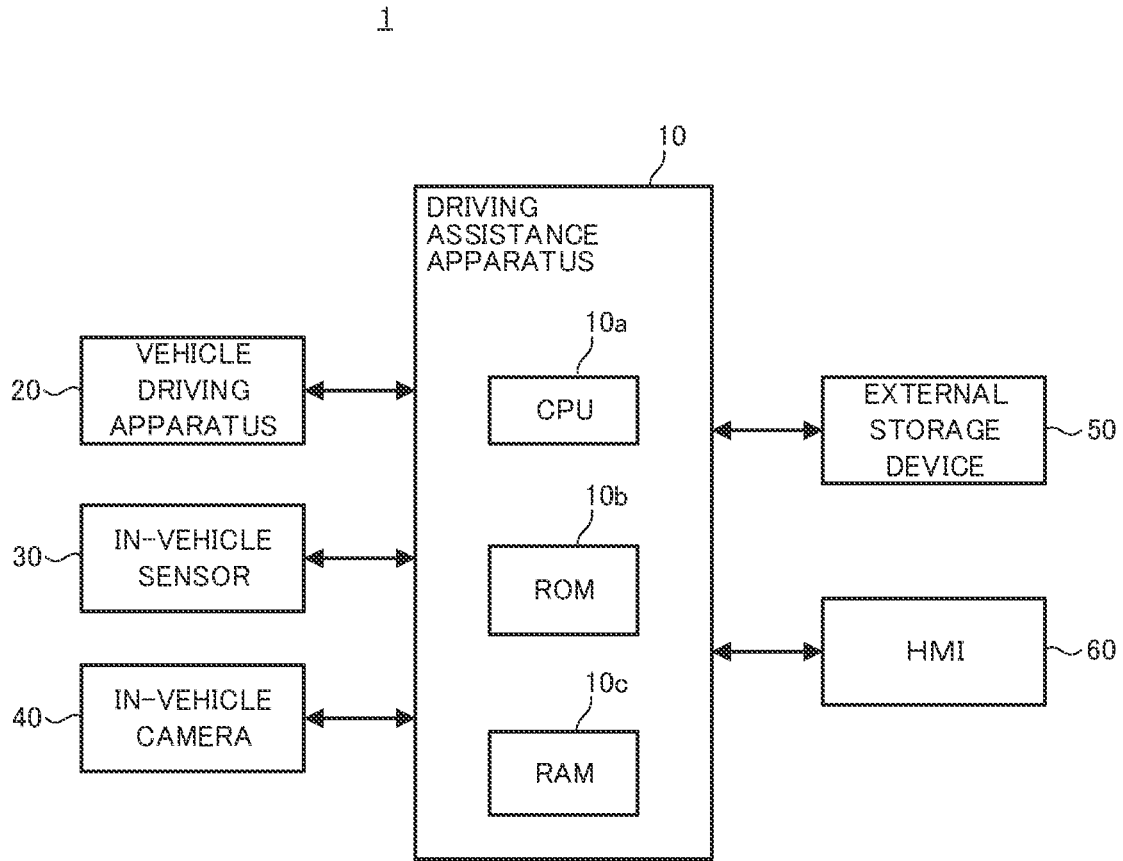 1
10
DRIVING
ASSISTANCE
APPARATUS
10a
CPU
10b
ROM
10c
RAM
20
VEHICLE
DRIVING
APPARATUS
30
IN-VEHICLE
SENSOR
40
IN-VEHICLE
CAMERA
EXTERNAL
STORAGE
DEVICE
50
HMI
60